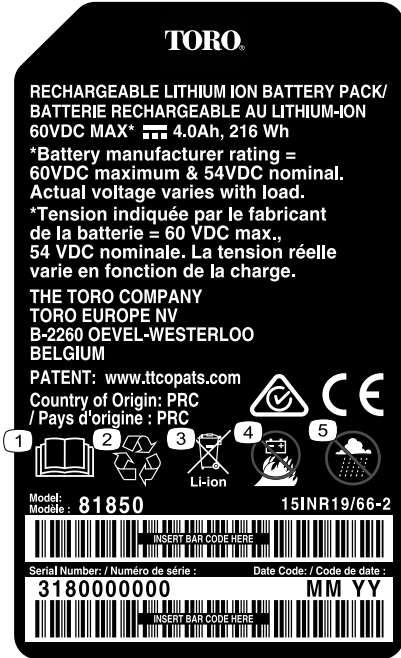 TORO®
RECHARGEABLE LITHIUM ION BATTERY PACK/
BATTERIE RECHARGEABLE AU LITHIUM-ION
60VDC MAX* 4.0Ah, 216 Wh
*Battery manufacturer rating =
60VDC maximum & 54VDC nominal.
Actual voltage varies with load.
*Tension indiquée par le fabricant
de la batterie = 60 VDC max.,
54 VDC nominale. La tension réelle
varie en fonction de la charge.
THE TORO COMPANY
TORO EUROPE NV
B-2260 OEVEL-WESTERLOO
BELGIUM
PATENT: www.ttcopats.com
Country of Origin: PRC
/ Pays d'origine : PRC
CE
1 2 3 4 5
Li-ion
Model:
Modèle : 81850 15INR19/66-2
INSERT BAR CODE HERE
Serial Number: / Numéro de série : Date Code: / Code de date :
3180000000 MM YY
INSERT BAR CODE HERE